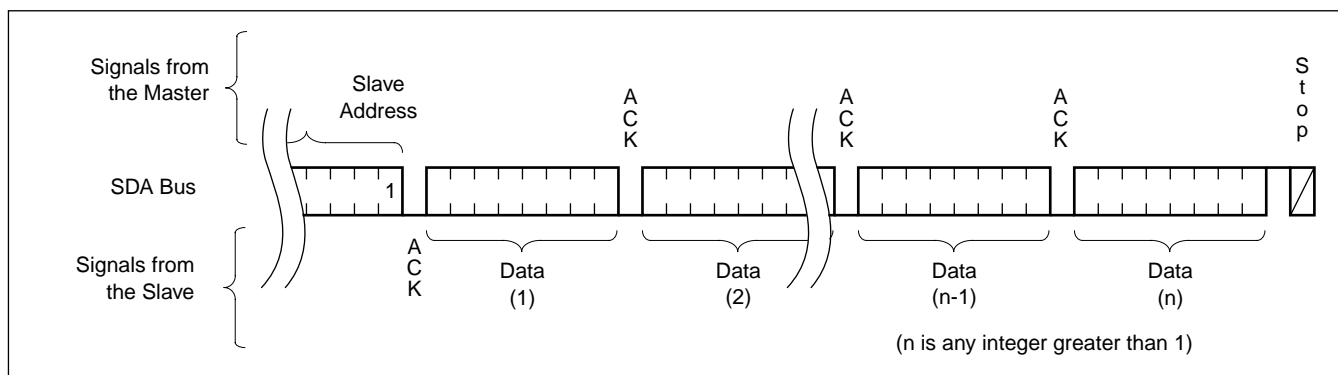 Signals from
the Master
Slave
Address
A
C
K
A
C
K
A
C
K
S
t
o
p
SDA Bus
1
Signals from
the Slave
A
C
K
Data
(1)
Data
(2)
Data
(n-1)
Data
(n)
(n is any integer greater than 1)